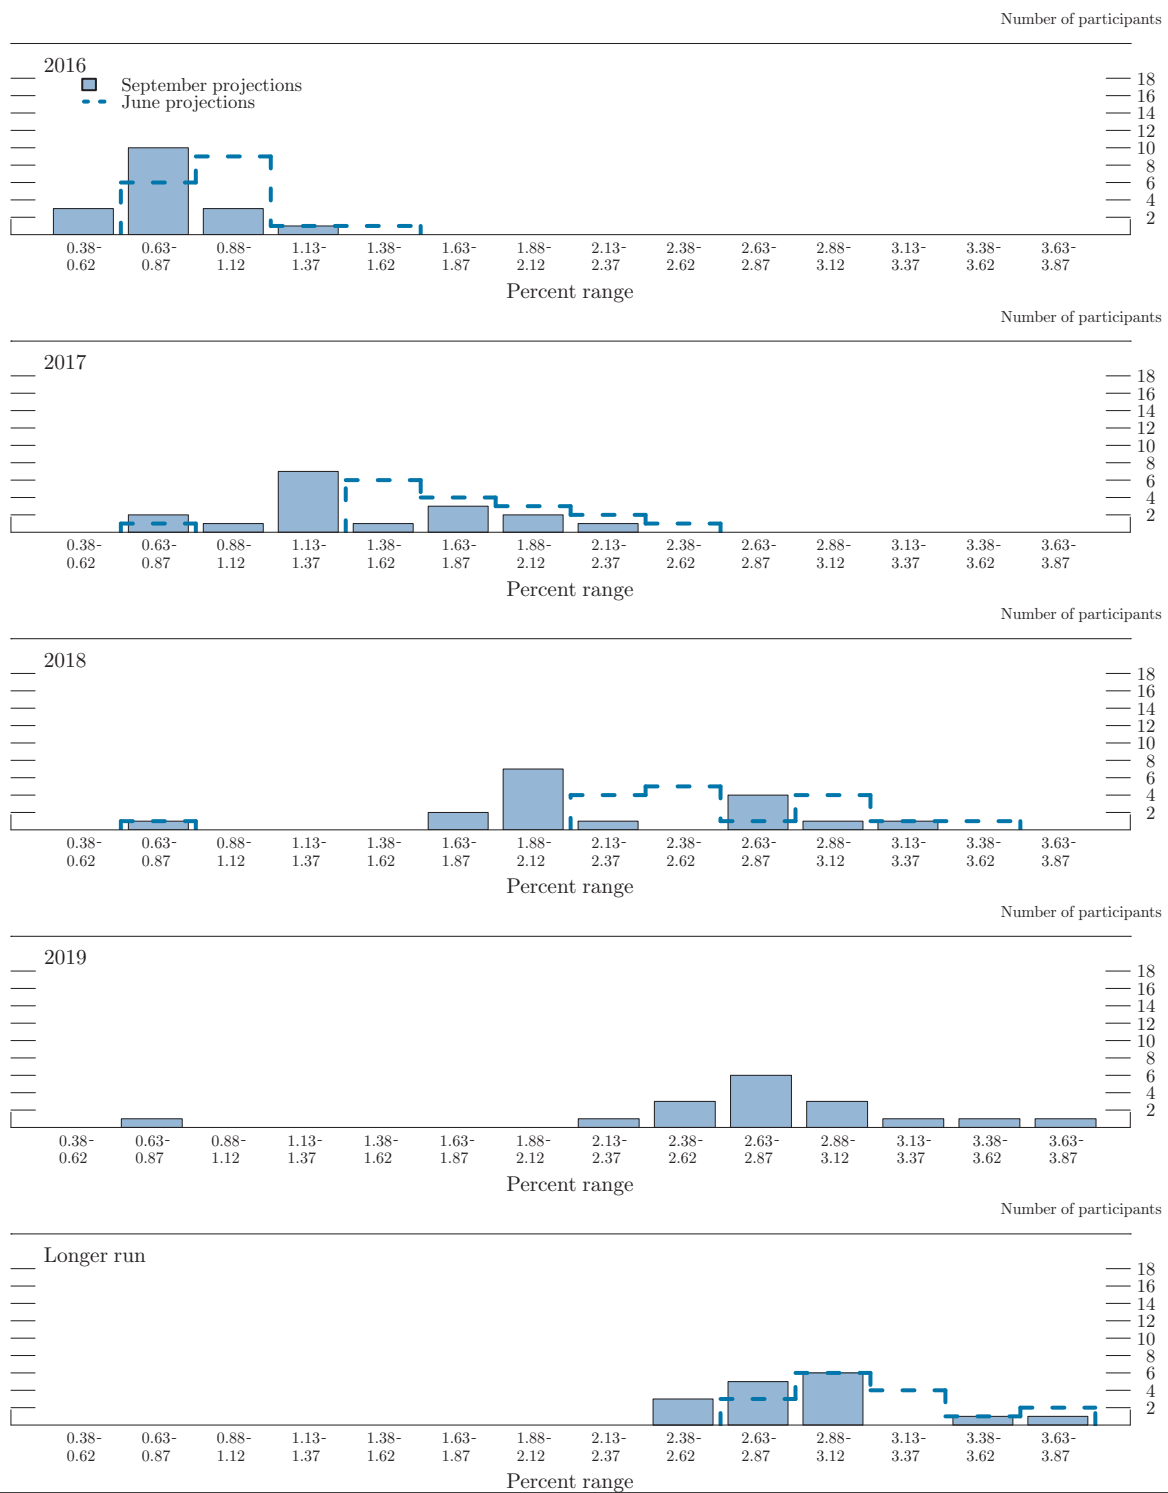 Number of participants
2016
September projections
June projections
18
16
14
12
10
8
6
4
2
0.38- 0.63- 0.88- 1.13- 1.38- 1.63- 1.88- 2.13- 2.38- 2.63- 2.88- 3.13- 3.38- 3.63-
0.62 0.87 1.12 1.37 1.62 1.87 2.12 2.37 2.62 2.87 3.12 3.37 3.62 3.87
Percent range
Number of participants
2017
18
16
14
12
10
8
6
4
2
0.38- 0.63- 0.88- 1.13- 1.38- 1.63- 1.88- 2.13- 2.38- 2.63- 2.88- 3.13- 3.38- 3.63-
0.62 0.87 1.12 1.37 1.62 1.87 2.12 2.37 2.62 2.87 3.12 3.37 3.62 3.87
Percent range
Number of participants
2018
18
16
14
12
10
8
6
4
2
0.38- 0.63- 0.88- 1.13- 1.38- 1.63- 1.88- 2.13- 2.38- 2.63- 2.88- 3.13- 3.38- 3.63-
0.62 0.87 1.12 1.37 1.62 1.87 2.12 2.37 2.62 2.87 3.12 3.37 3.62 3.87
Percent range
Number of participants
2019
18
16
14
12
10
8
6
4
2
0.38- 0.63- 0.88- 1.13- 1.38- 1.63- 1.88- 2.13- 2.38- 2.63- 2.88- 3.13- 3.38- 3.63-
0.62 0.87 1.12 1.37 1.62 1.87 2.12 2.37 2.62 2.87 3.12 3.37 3.62 3.87
Percent range
Number of participants
Longer run
18
16
14
12
10
8
6
4
2
0.38- 0.63- 0.88- 1.13- 1.38- 1.63- 1.88- 2.13- 2.38- 2.63- 2.88- 3.13- 3.38- 3.63-
0.62 0.87 1.12 1.37 1.62 1.87 2.12 2.37 2.62 2.87 3.12 3.37 3.62 3.87
Percent range